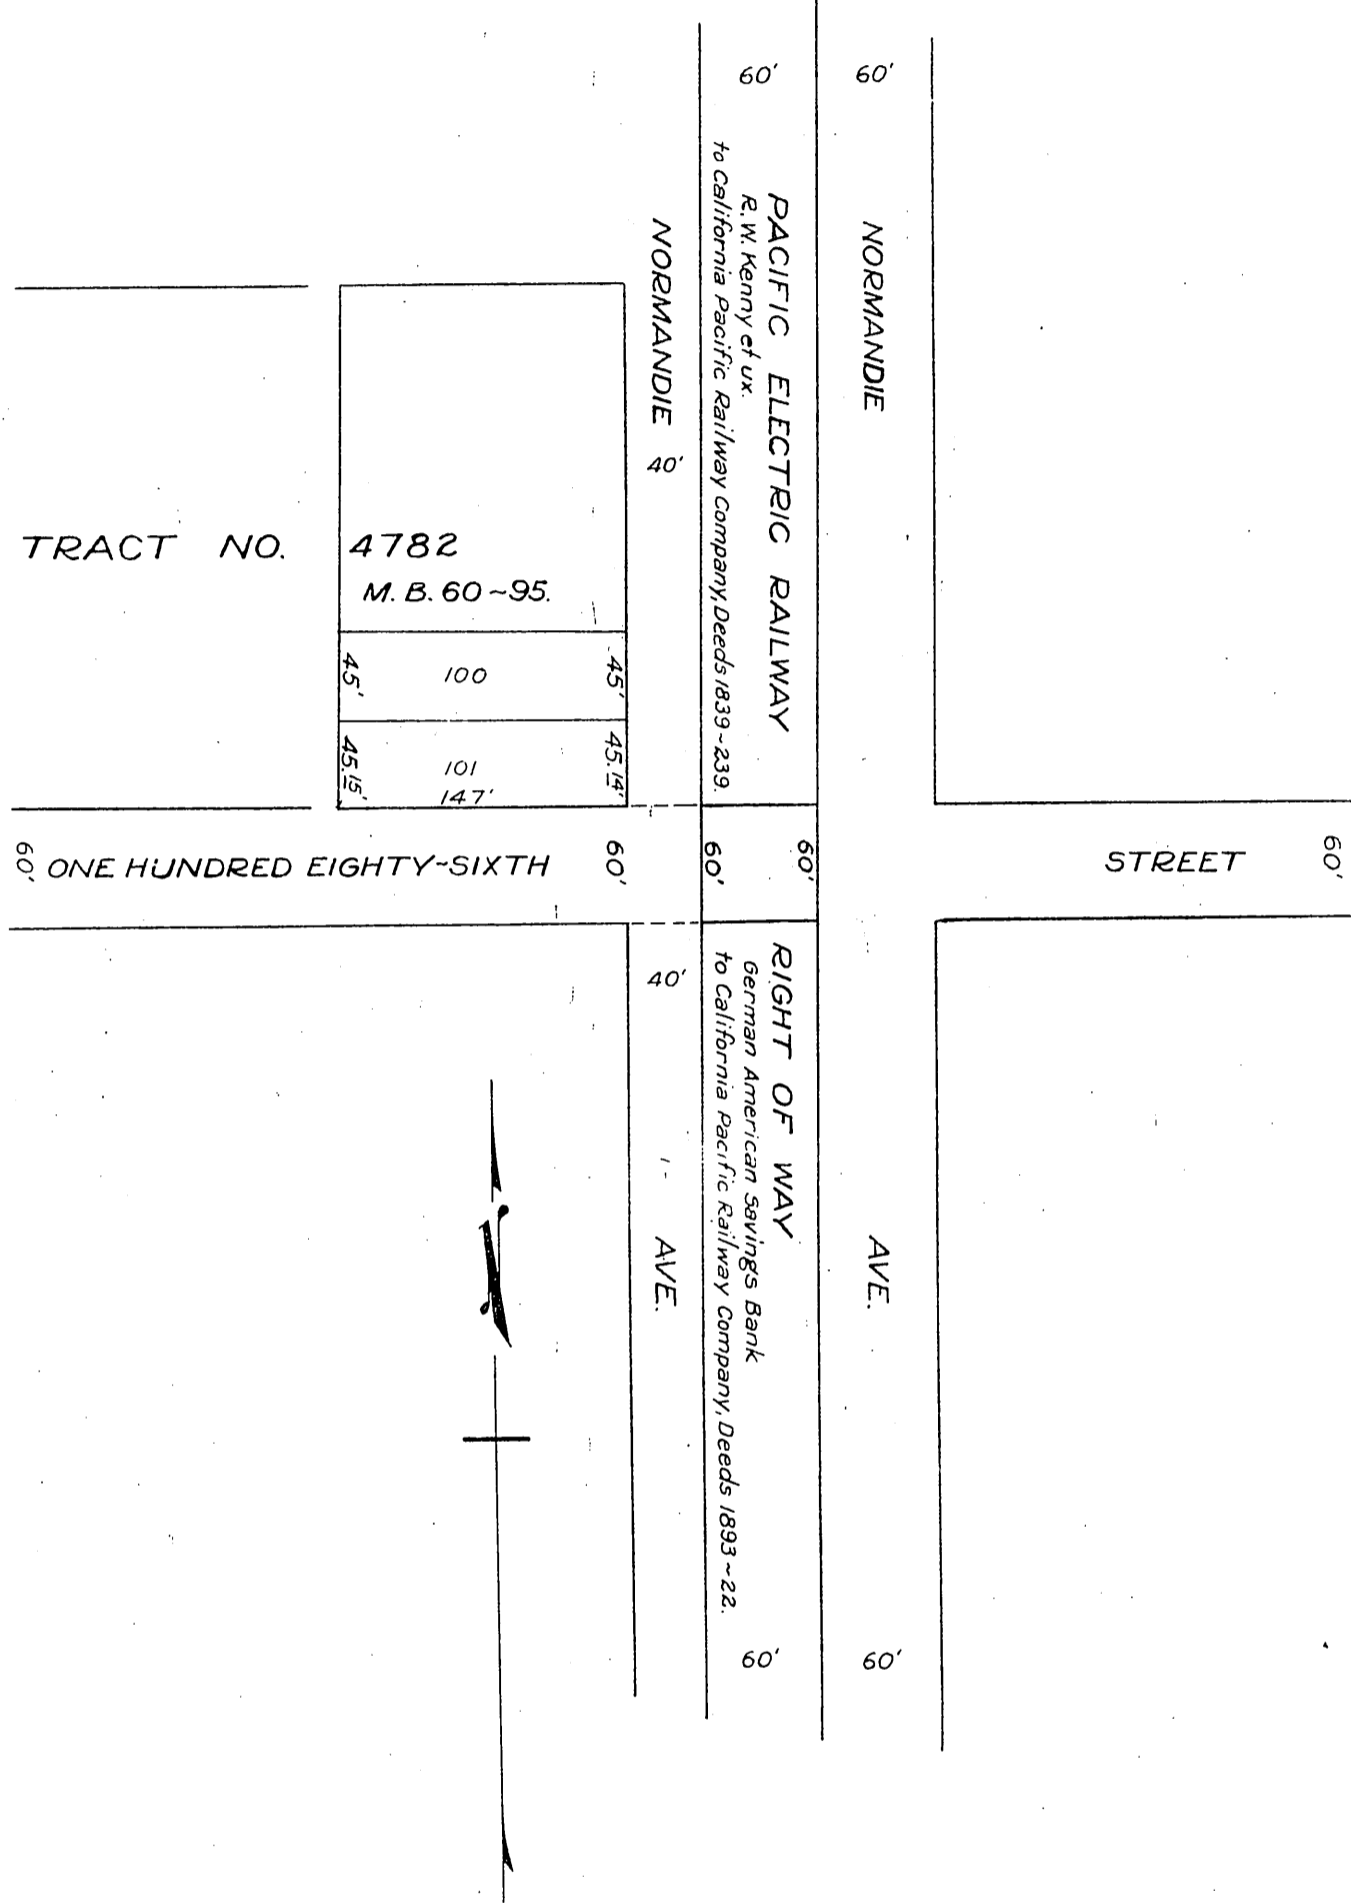 60'
60'
NORMANDIE
PACIFIC ELECTRIC RAILWAY
R. W. Kenny et ux.
to California Pacific Railway Company, Deeds 1839~239.
NORMANDIE
40'
TRACT NO. 4782
M. B. 60~95.
45'
100
45'
45.15'
101
45.14'
147'
60'
ONE HUNDRED EIGHTY~SIXTH
60'
60'
60'
STREET
60'
40'
RIGHT OF WAY
German American Savings Bank
to California Pacific Railway Company, Deeds 1893~22.
AVE.
AVE.
N
60'
60'